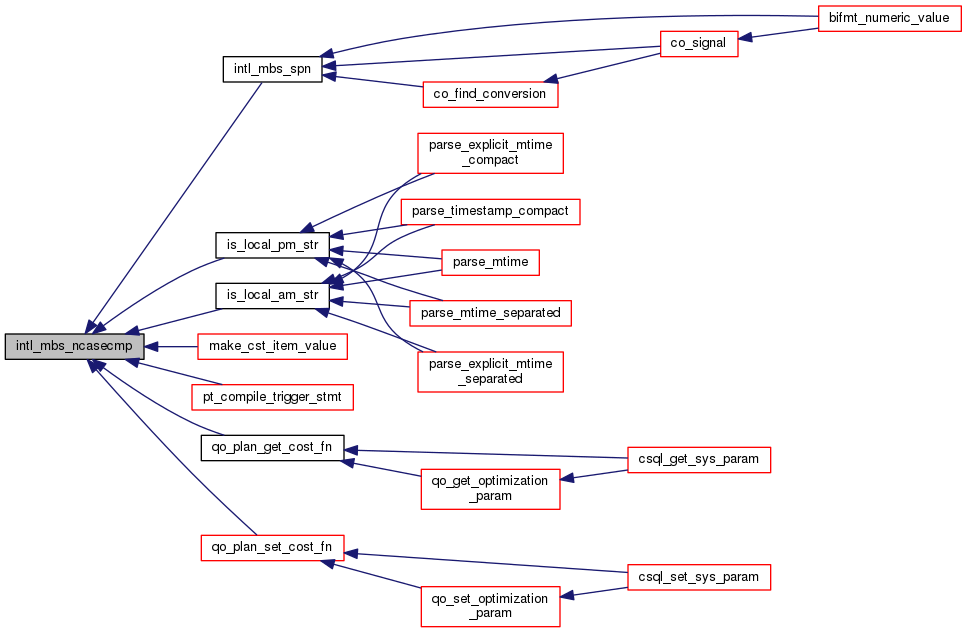 bifmt_numeric_value
co_signal
intl_mbs_spn
co_find_conversion
parse_explicit_mtime
_compact
parse_timestamp_compact
is_local_pm_str
parse_mtime
is_local_am_str
parse_mtime_separated
intl_mbs_ncasecmp
make_cst_item_value
parse_explicit_mtime
_separated
pt_compile_trigger_stmt
qo_plan_get_cost_fn
csql_get_sys_param
qo_get_optimization
_param
qo_plan_set_cost_fn
csql_set_sys_param
qo_set_optimization
_param